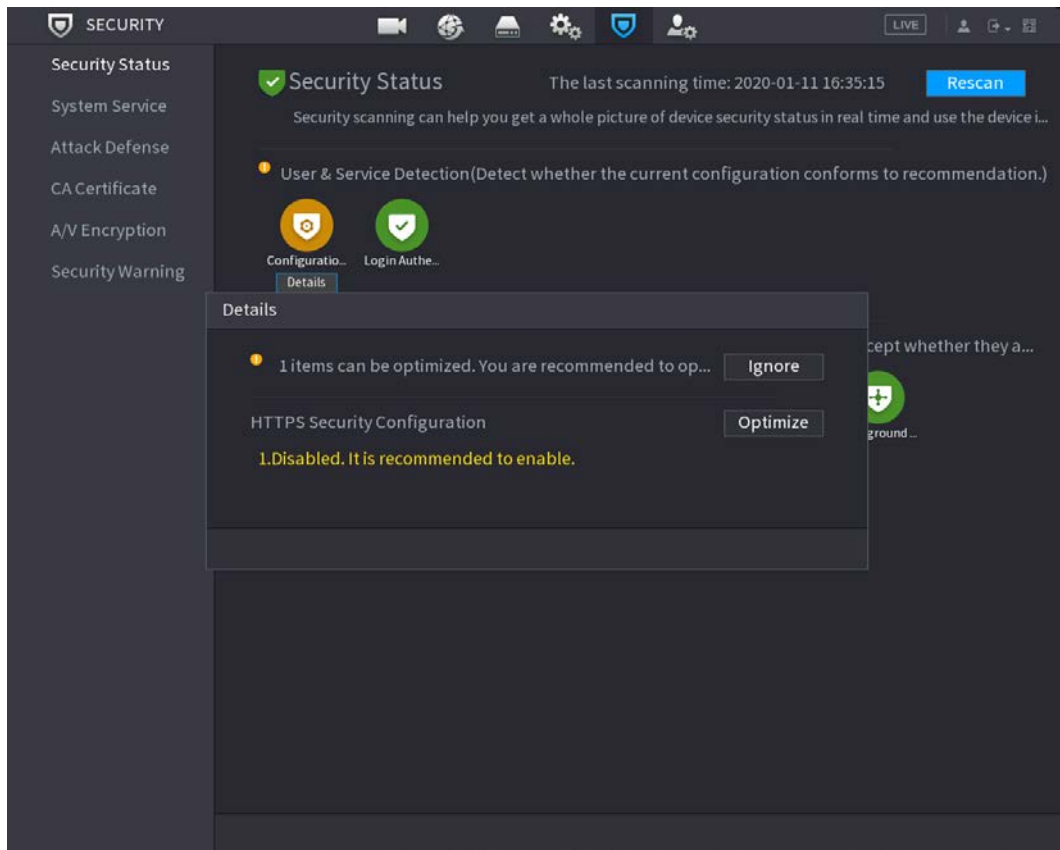 SECURITY
LIVE
Security Status
System Service
Attack Defense
CA Certificate
A/V Encryption
Security Warning
Security Status
The last scanning time: 2020-01-11 16:35:15
Rescan
Security scanning can help you get a whole picture of device security status in real time and use the device i...
User & Service Detection(Detect whether the current configuration conforms to recommendation.)
Configuratio...
Login Authe...
Details
cept whether they a...
ground ...
Details
1 items can be optimized. You are recommended to op...
Ignore
HTTPS Security Configuration
Optimize
1.Disabled. It is recommended to enable.